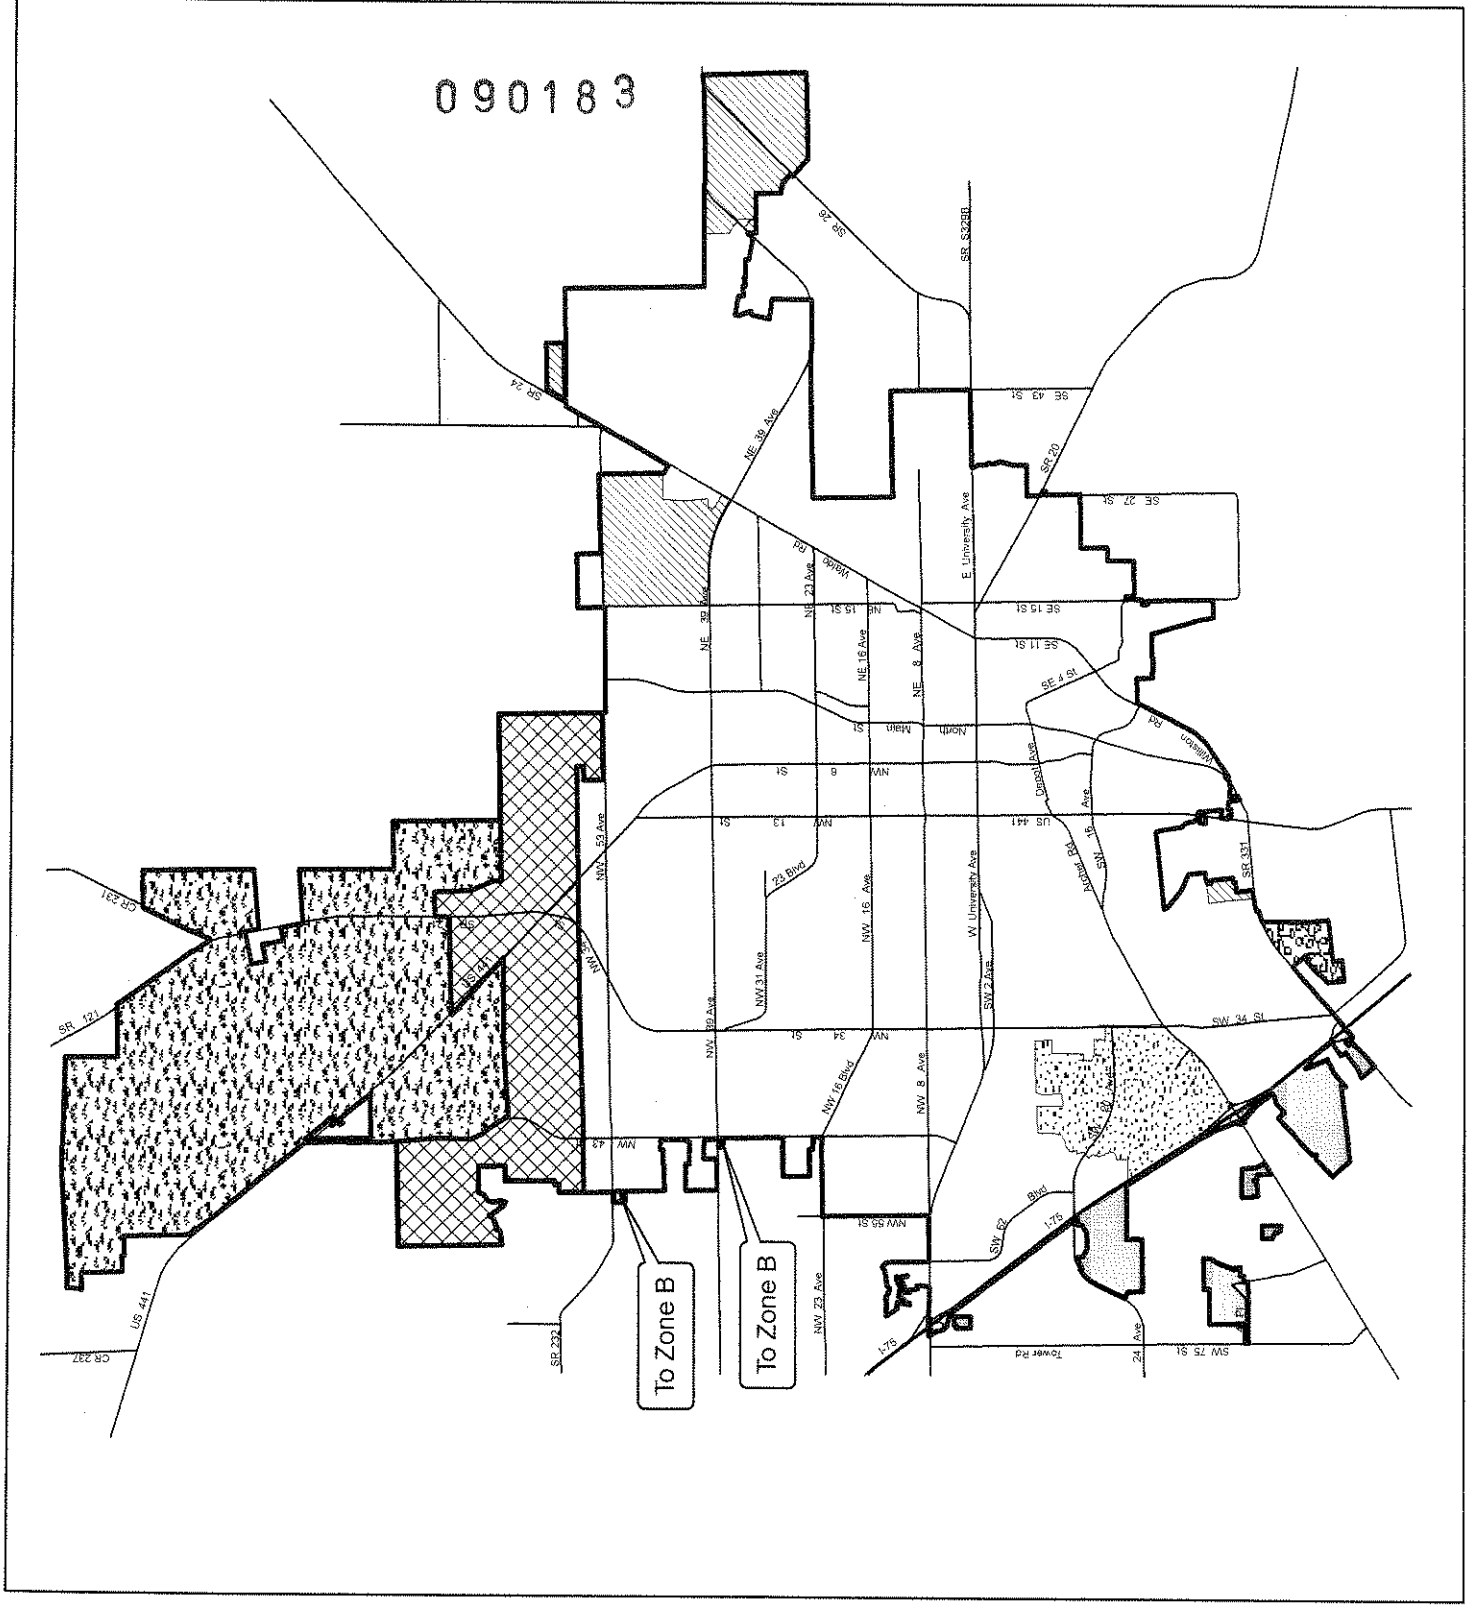 090183
SR 24
SR 26
SR S329B
NE 39 Ave
SE 43 St
SR 20
SE 27 St
E University Ave
Waldo Rd
NE 23 Ave
NE 39 Ave
NE 15 St
SE 15 St
NE 16 Ave
NE 8 Ave
SE 11 St
SE 4 St
North Main St
Williston Rd
NW 6 St
Depot Ave
NW 53 Ave
NW 13 St
US 441
SW 16 Ave
Archer Rd
SR 331
23 Blvd
CR 231
NW 16 Ave
W University Ave
US 441
NW 31 Ave
SW 2 Ave
SR 121
NW 39 Ave
NW 34 St
SW 34 St
NW 16 Blvd
NW 8 Ave
NW 43
NW 55 St
SW 62 Blvd
I-75
US 441
CR 237
SR 232
To Zone B
To Zone B
NW 23 Ave
I-75
Tower Rd
24 Ave
SW 75 St